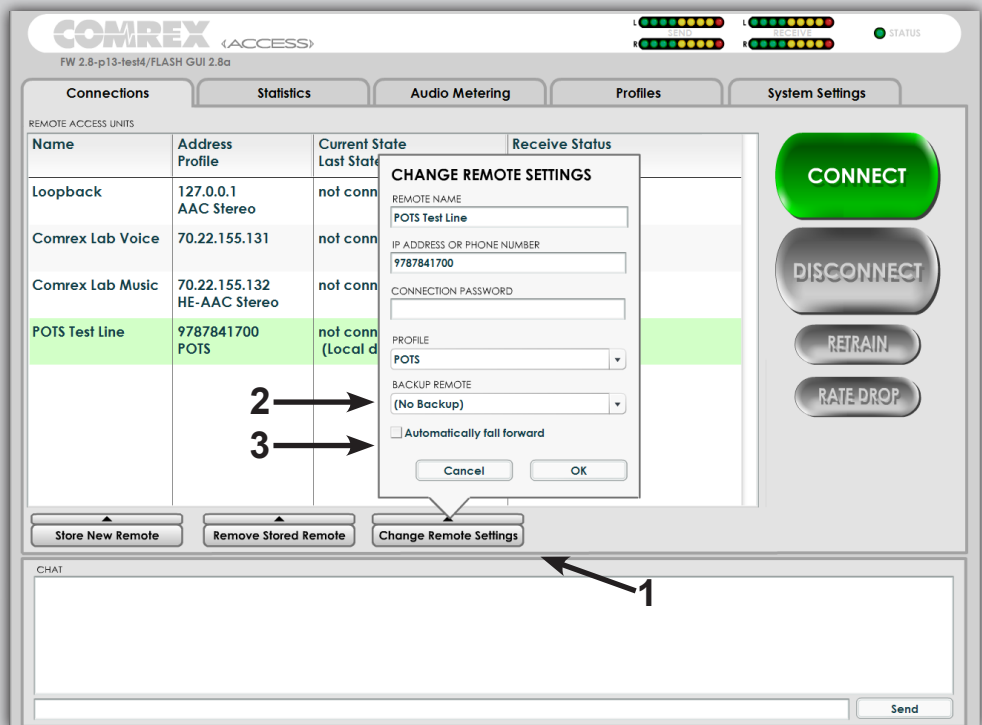 COMREX (ACCESS)
FW 2.8-p13-test4/FLASH GUI 2.8a
L
R
SEND
L
R
RECEIVE
STATUS
Connections
Statistics
Audio Metering
Profiles
System Settings
REMOTE ACCESS UNITS
Name
Address
Profile
Current State
Last State
Receive Status
Loopback
127.0.0.1
AAC Stereo
not conn
Comrex Lab Voice
70.22.155.131
not conn
Comrex Lab Music
70.22.155.132
HE-AAC Stereo
not conn
POTS Test Line
9787841700
POTS
not conn
(Local d
CHANGE REMOTE SETTINGS
REMOTE NAME
POTS Test Line
IP ADDRESS OR PHONE NUMBER
9787841700
CONNECTION PASSWORD
PROFILE
POTS
BACKUP REMOTE
(No Backup)
Automatically fall forward
Cancel
OK
2
3
CONNECT
DISCONNECT
RETRAIN
RATE DROP
Store New Remote
Remove Stored Remote
Change Remote Settings
1
CHAT
Send